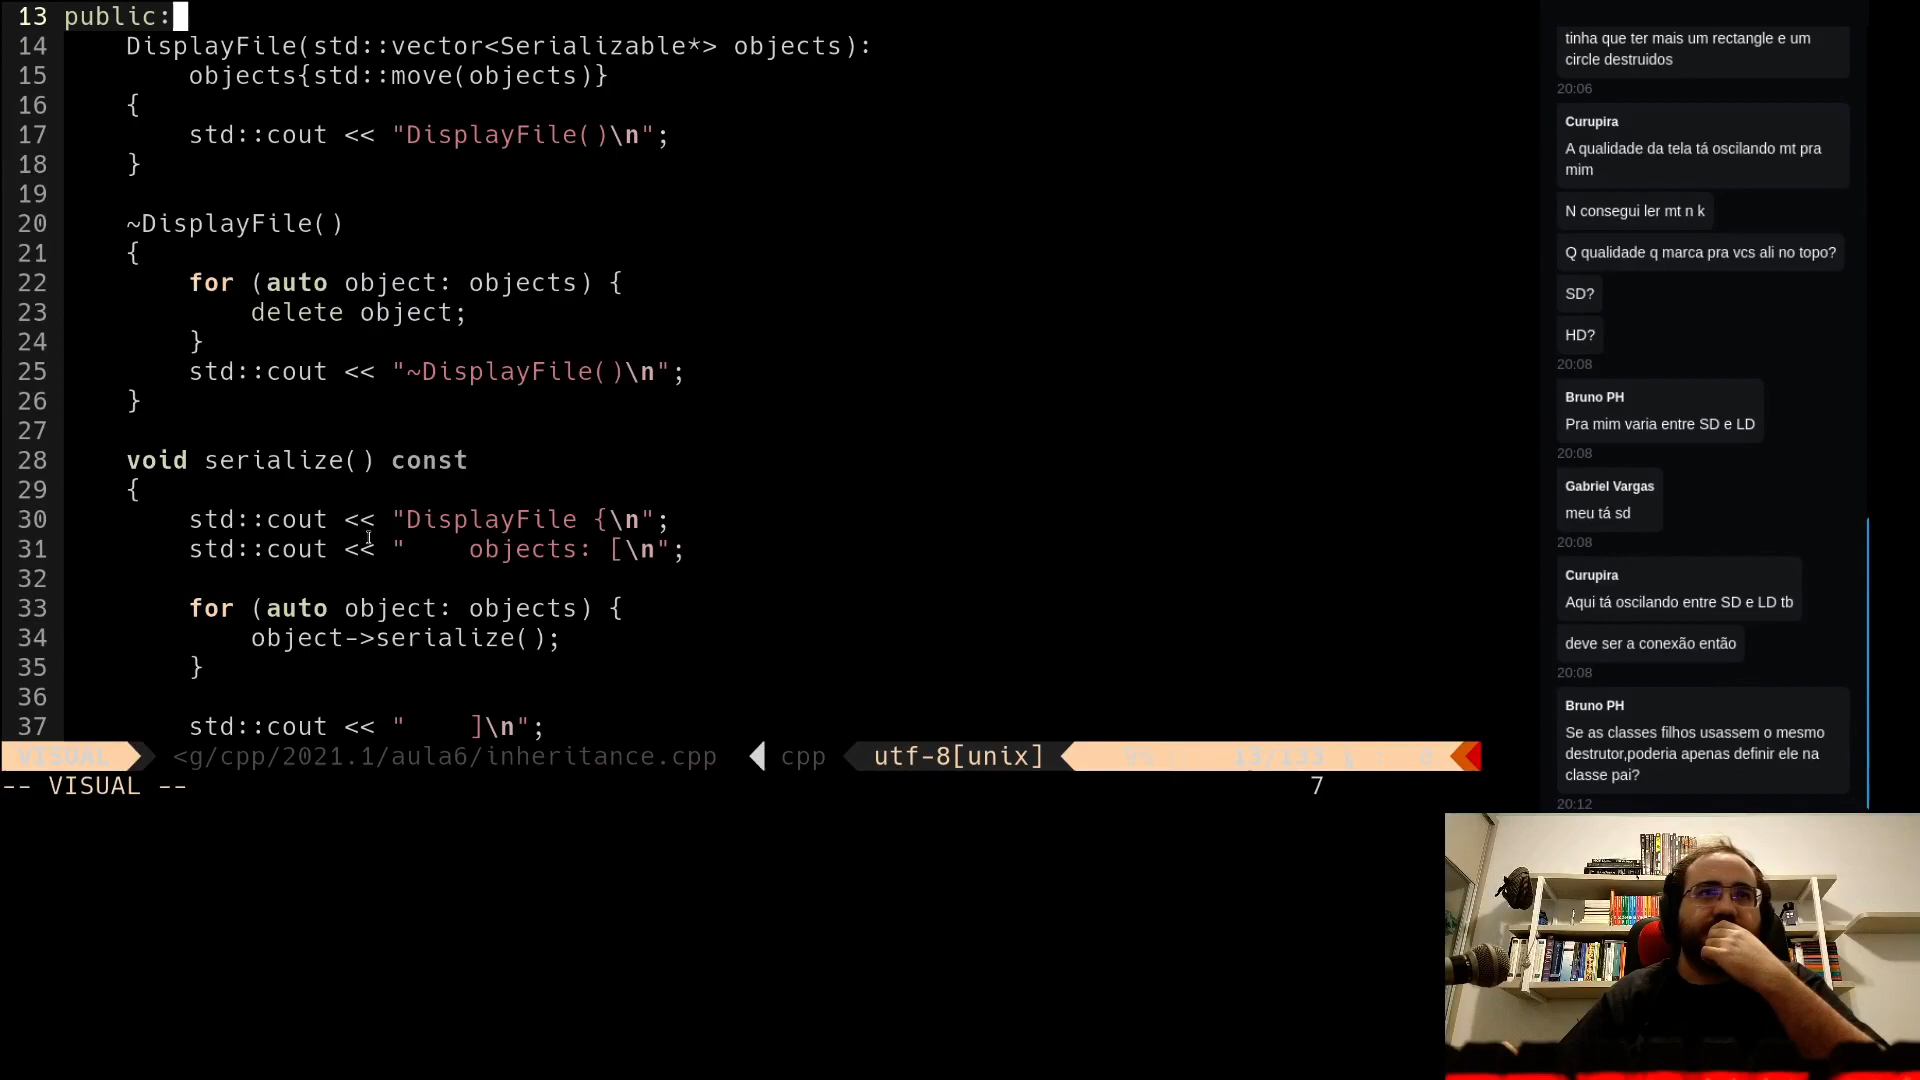 13 public:
14 DisplayFile(std::vector<Serializable*> objects):
15 objects{std::move(objects)}
16 {
17 std::cout << "DisplayFile()\n";
18 }
19
20 ~DisplayFile()
21 {
22 for (auto object: objects) {
23 delete object;
24 }
25 std::cout << "~DisplayFile()\n";
26 }
27
28 void serialize() const
29 {
30 std::cout << "DisplayFile {\n";
31 std::cout << "    objects: [\n";
32
33 for (auto object: objects) {
34 object->serialize();
35 }
36
37 std::cout << "    ]\n";
VISUAL <g/cpp/2021.1/aula6/inheritance.cpp cpp utf-8[unix] 9% 13/133
-- VISUAL -- 7
tinha que ter mais um rectangle e um
circle destruidos
20:06
Curupira
A qualidade da tela tá oscilando mt pra
mim
N consegui ler mt n k
Q qualidade q marca pra vcs ali no topo?
SD?
HD?
20:08
Bruno PH
Pra mim varia entre SD e LD
20:08
Gabriel Vargas
meu tá sd
20:08
Curupira
Aqui tá oscilando entre SD e LD tb
deve ser a conexão então
20:08
Bruno PH
Se as classes filhos usassem o mesmo
destrutor,poderia apenas definir ele na
classe pai?
20:12